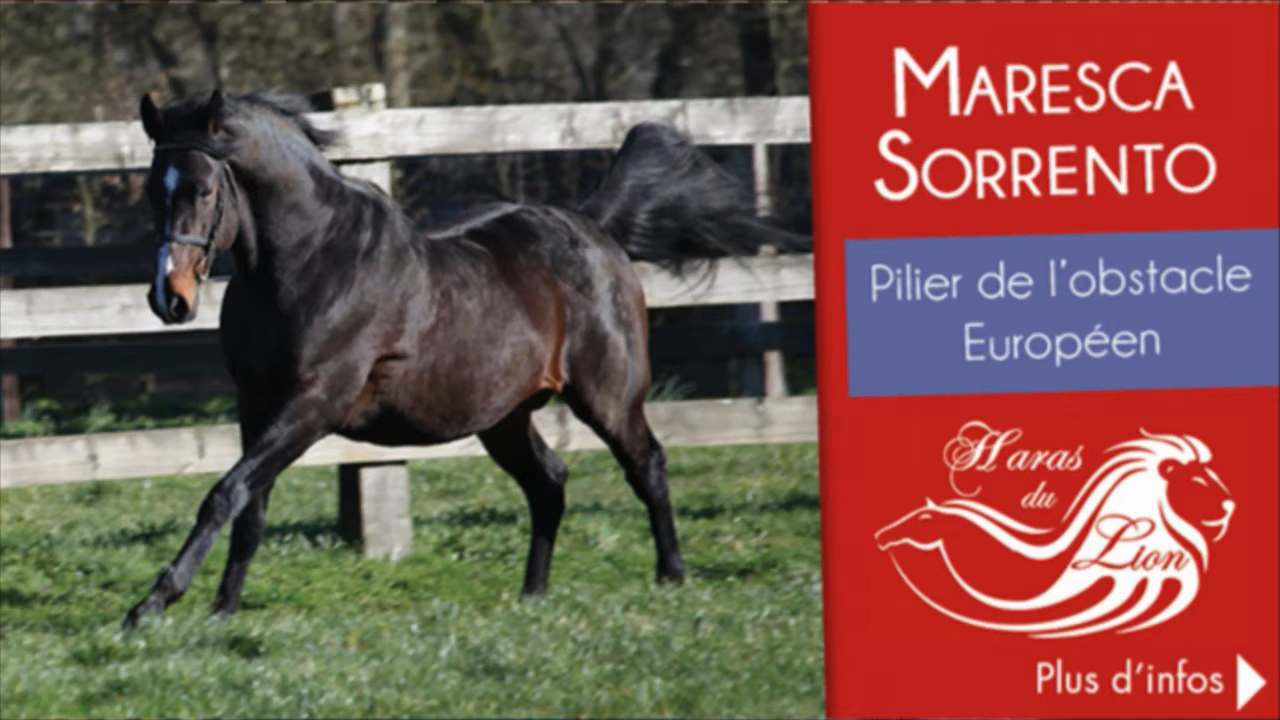 MARESCA
SORRENTO
Pilier de l'obstacle
Européen
Haras
du
Lion
Plus d'infos